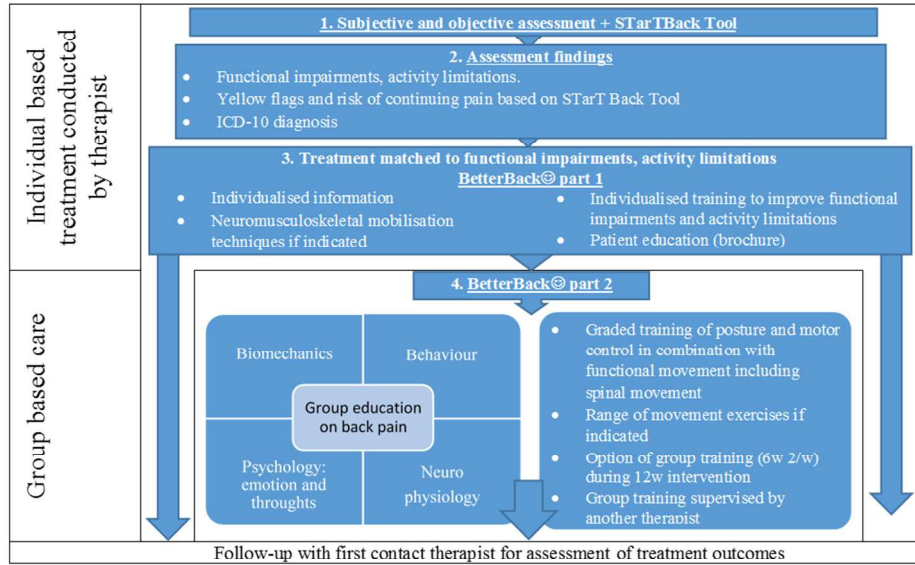 Individual based
treatment conducted
by therapist
1. Subjective and objective assessment + STarTBack Tool
2. Assessment findings
• Functional impairments, activity limitations.
• Yellow flags and risk of continuing pain based on STarT Back Tool
• ICD-10 diagnosis
3. Treatment matched to functional impairments, activity limitations
BetterBack☺ part 1
• Individualised information
• Neuromusculoskeletal mobilisation
techniques if indicated
• Individualised training to improve functional
impairments and activity limitations
• Patient education (brochure)
Group based care
4. BetterBack☺ part 2
Biomechanics
Behaviour
Group education
on back pain
Psychology:
emotion and
throughts
Neuro
physiology
• Graded training of posture and motor
control in combination with
functional movement including
spinal movement
• Range of movement exercises if
indicated
• Option of group training (6w 2/w)
during 12w intervention
• Group training supervised by
another therapist
Follow-up with first contact therapist for assessment of treatment outcomes